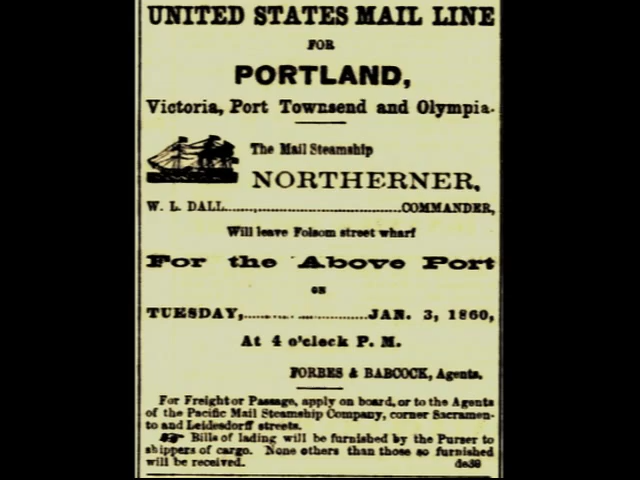 UNITED STATES MAIL LINE
FOR
PORTLAND,
Victoria, Port Townsend and Olympia.
The Mail Steamship
NORTHERNER,
W. L. DALL..............................................COMMANDER,
Will leave Folsom street wharf
For the Above Port
ON
TUESDAY,..........................JAN. 3, 1860,
At 4 o'clock P. M.
FORBES & BABCOCK, Agents.
For Freight or Passage, apply on board, or to the Agents
of the Pacific Mail Steamship Company, corner Sacramen-
to and Leidesdorff streets.
☞ Bills of lading will be furnished by the Purser to
shippers of cargo. None others than those so furnished
will be received. de30